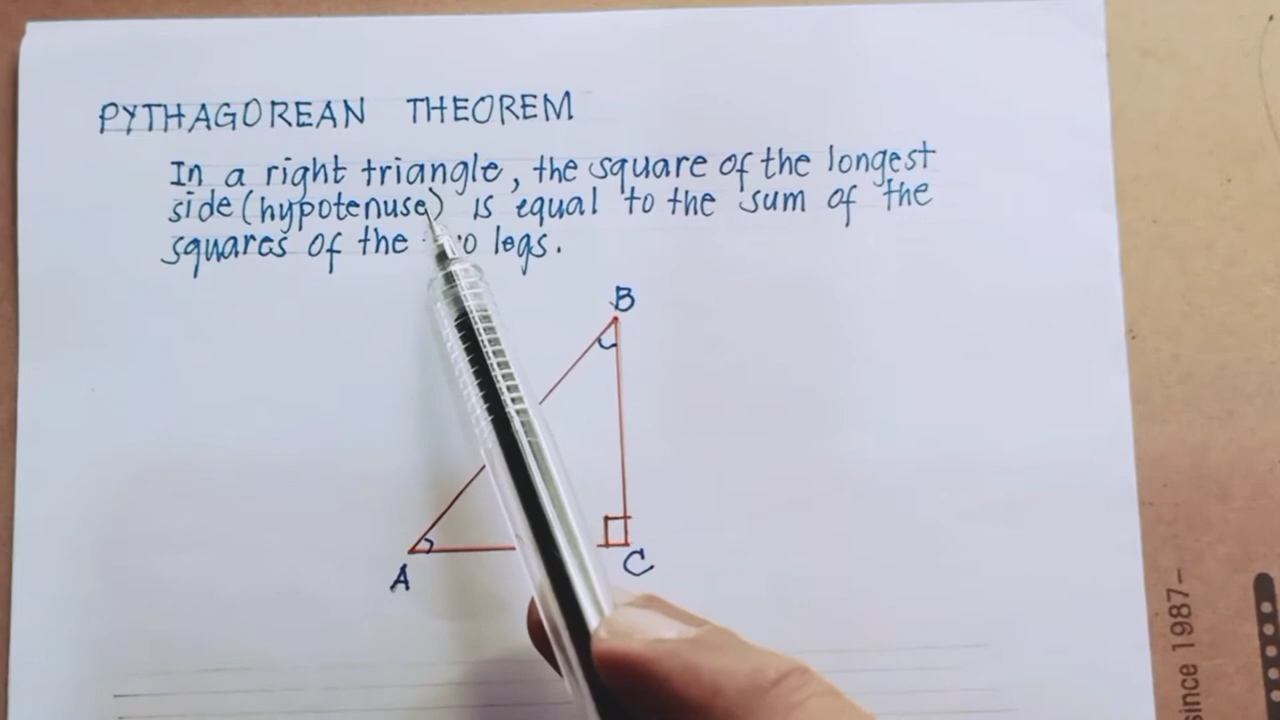 PYTHAGOREAN THEOREM
In a right triangle, the square of the longest
side (hypotenuse) is equal to the sum of the
squares of the legs.
B
A
C
since 1987-